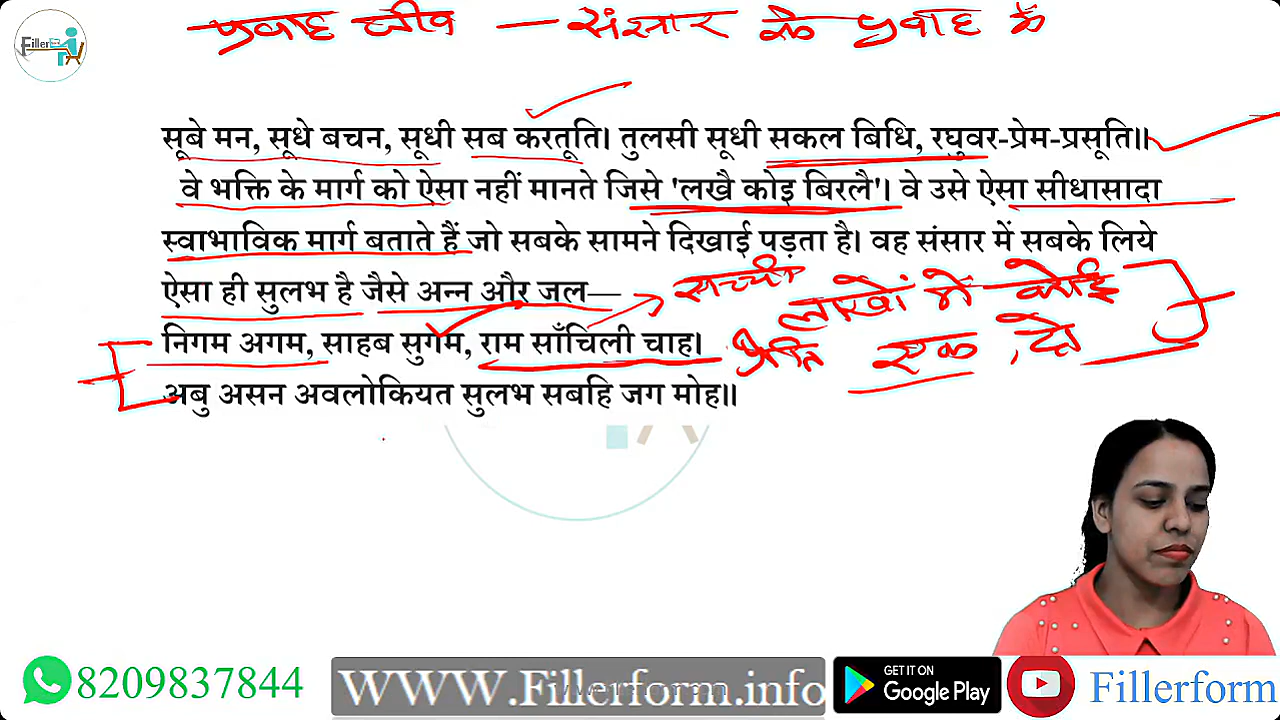 Filler
प्रवाह जीव — संसार के प्रवाह में
सूबे मन, सूधे बचन, सूधी सब करतूति। तुलसी सूधी सकल बिधि, रघुवर-प्रेम-प्रसूति॥
वे भक्ति के मार्ग को ऐसा नहीं मानते जिसे 'लखै कोइ बिरलै'। वे उसे ऐसा सीधासादा
स्वाभाविक मार्ग बताते हैं जो सबके सामने दिखाई पड़ता है। वह संसार में सबके लिये
ऐसा ही सुलभ है जैसे अन्न और जल—
सच्ची
लाखों में कोई
निगम अगम, साहब सुगम, राम साँचिली चाह।
एक, दो
अबु असन अवलोकियत सुलभ सबहि जग मोह॥
8209837844
WWW.Fillerform.info
GET IT ON
Google Play
Fillerform